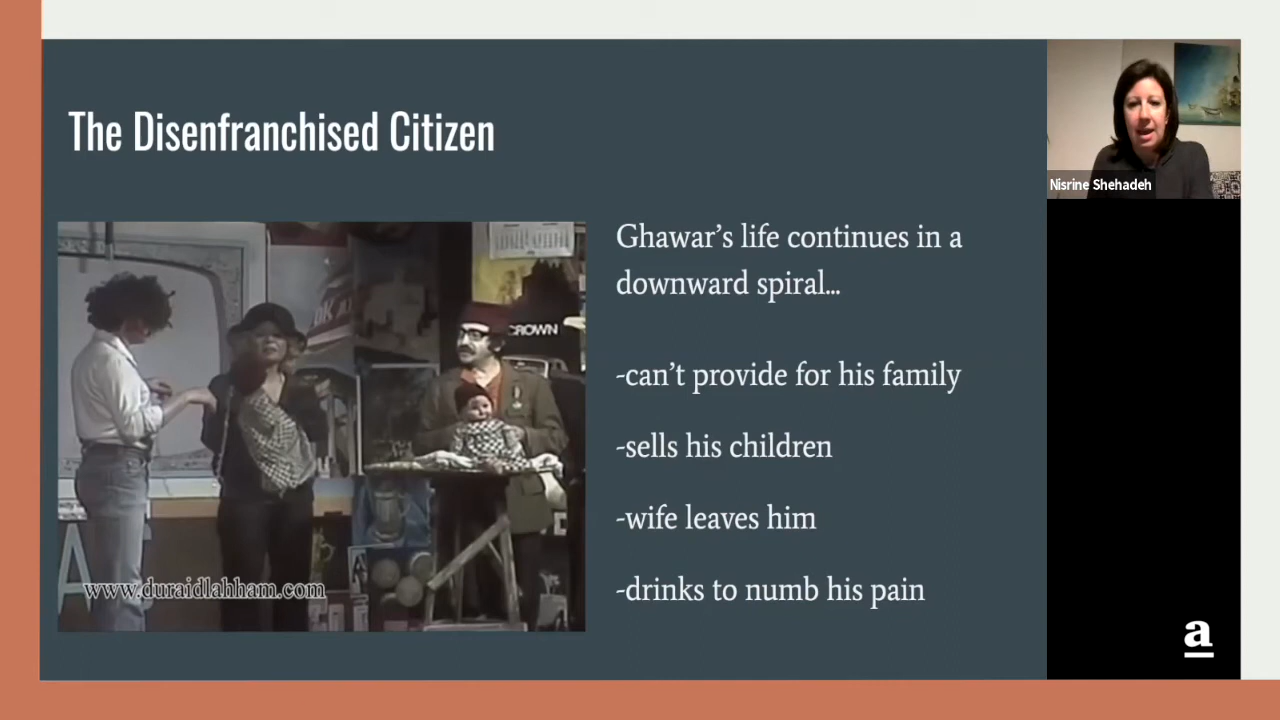 The Disenfranchised Citizen
Nisrine Shehadeh
Ghawar’s life continues in a
downward spiral...
-can’t provide for his family
-sells his children
-wife leaves him
-drinks to numb his pain
CROWN
www.duraidlahham.com
a